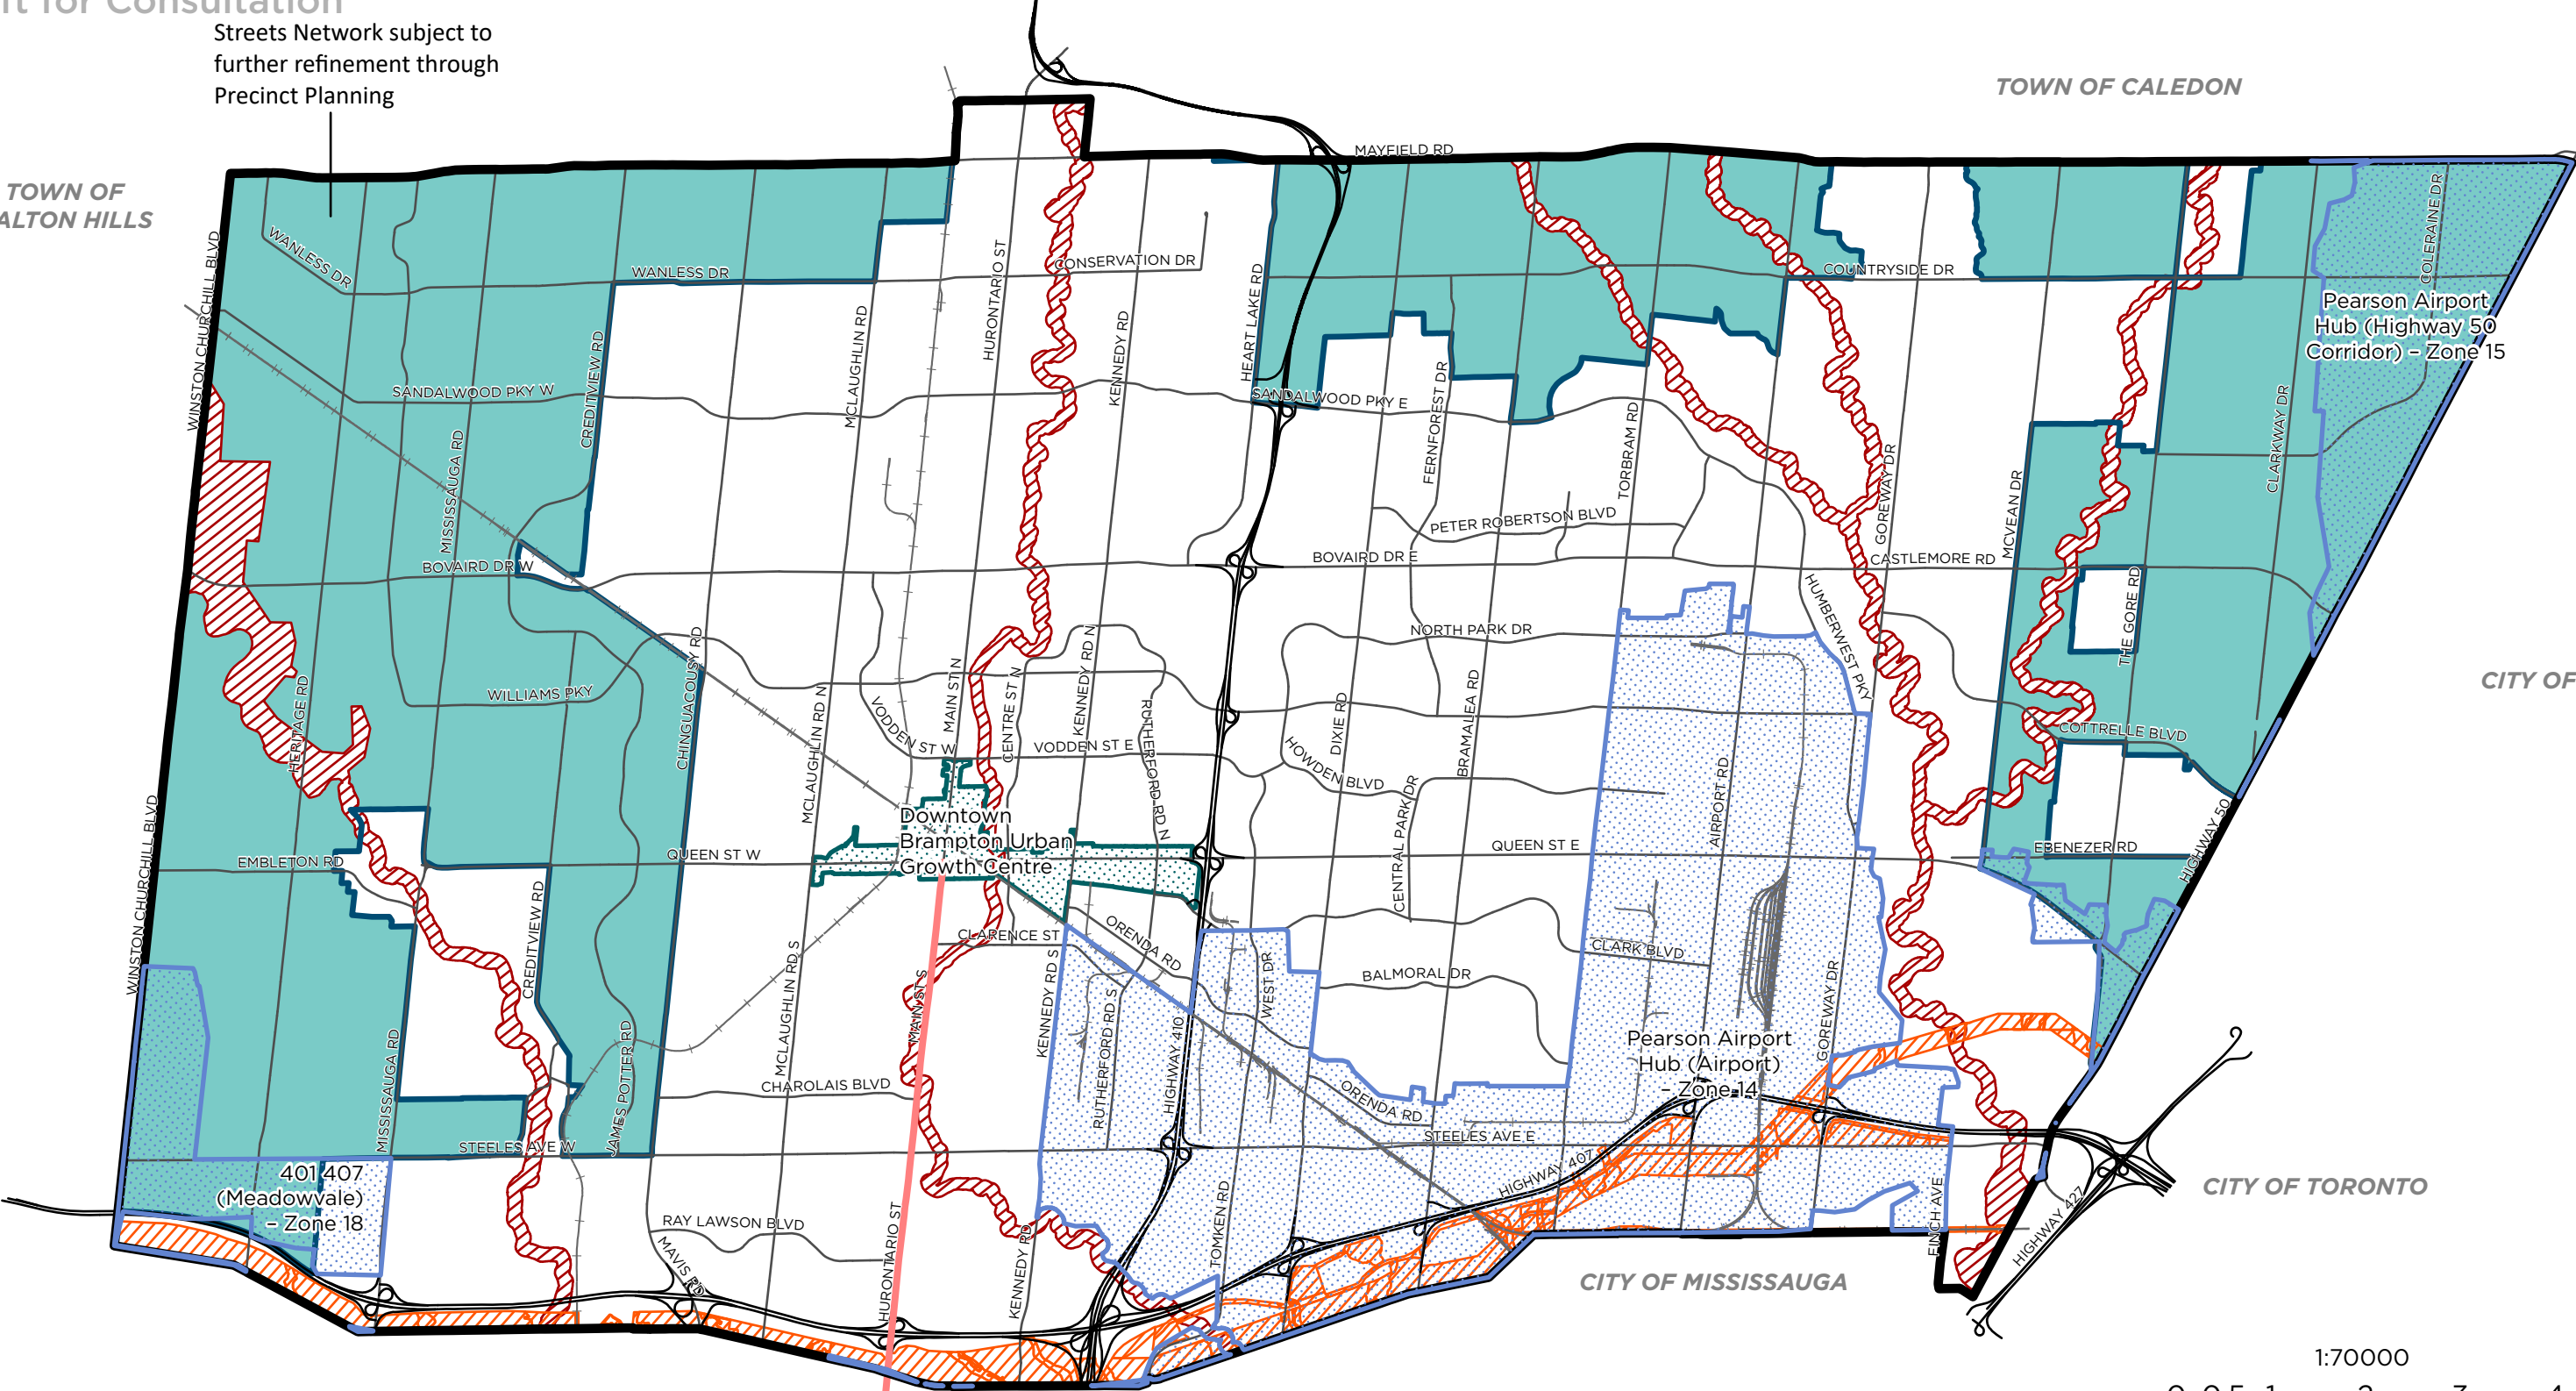 ft for Consultation
Streets Network subject to
further refinement through
Precinct Planning
TOWN OF CALEDON
TOWN OF
ALTON HILLS
MAYFIELD RD
WANLESS DR
WANLESS DR
CONSERVATION DR
COUNTRYSIDE DR
COLERAINE DR
WINSTON CHURCHILL BLVD
HURONTARIO ST
HEART LAKE RD
Pearson Airport
Hub (Highway 50
Corridor) – Zone 15
CREDITVIEW RD
MCLAUGHLIN RD
KENNEDY RD
SANDALWOOD PKY W
SANDALWOOD PKY E
FERNFOREST DR
TORBRAM RD
CLARKWAY DR
MISSISSAUGA RD
GOREWAY DR
MCVEAN DR
PETER ROBERTSON BLVD
BOVAIRD DR W
BOVAIRD DR E
CASTLEMORE RD
HUMBERWEST PKY
THE GORE RD
NORTH PARK DR
CHINGUACOUSY RD
WILLIAMS PKY
HERITAGE RD
MCLAUGHLIN RD N
VODDEN ST W
MAIN ST N
CENTRE ST N
KENNEDY RD N
VODDEN ST E
RUTHERFORD RD N
HOWDEN BLVD
DIXIE RD
BRAMALEA RD
CENTRAL PARK DR
AIRPORT RD
COTTRELLE BLVD
CITY OF
HIGHWAY 50
Downtown
Brampton Urban
Growth Centre
WINSTON CHURCHILL BLVD
EMBLETON RD
QUEEN ST W
QUEEN ST E
EBENEZER RD
CREDITVIEW RD
CLARENCE ST
ORENDA RD
CLARK BLVD
BALMORAL DR
WEST DR
MCLAUGHLIN RD S
MAIN ST S
KENNEDY RD S
RUTHERFORD RD S
HIGHWAY 410
GOREWAY DR
Pearson Airport
Hub (Airport)
– Zone 14
MISSISSAUGA RD
JAMES POTTER RD
CHAROLAIS BLVD
ORENDA RD
STEELES AVE W
STEELES AVE E
HIGHWAY 407
401 407
(Meadowvale)
– Zone 18
CITY OF TORONTO
RAY LAWSON BLVD
MAVIS RD
HURONTARIO ST
KENNEDY RD
TOMKEN RD
FINCH AVE
HIGHWAY 427
CITY OF MISSISSAUGA
1:70000
0 0.5 1 2 3 4